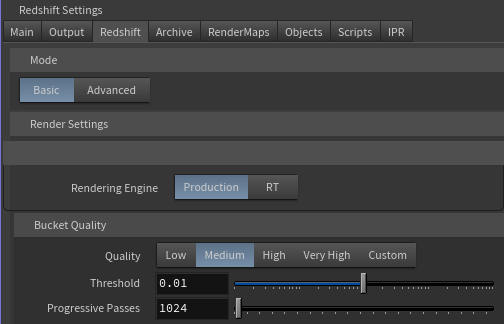 Redshift Settings
Main Output Redshift Archive RenderMaps Objects Scripts IPR
Mode
Basic Advanced
Render Settings
Rendering Engine Production RT
Bucket Quality
Quality Low Medium High Very High Custom
Threshold 0.01
Progressive Passes 1024